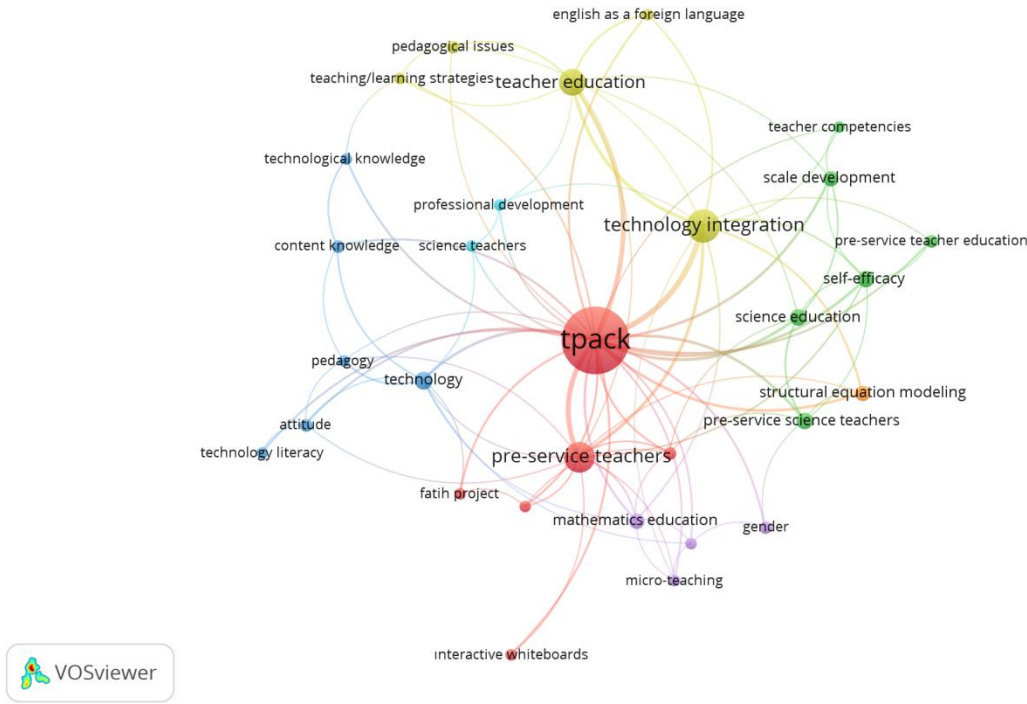 english as a foreign language
pedagogical issues
teaching/learning strategies
teacher education
teacher competencies
technological knowledge
scale development
professional development
technology integration
pre-service teacher education
content knowledge
science teachers
self-efficacy
science education
tpack
pedagogy
technology
structural equation modeling
pre-service science teachers
attitude
technology literacy
pre-service teachers
fatih project
mathematics education
gender
micro-teaching
ınteractive whiteboards
VOSviewer